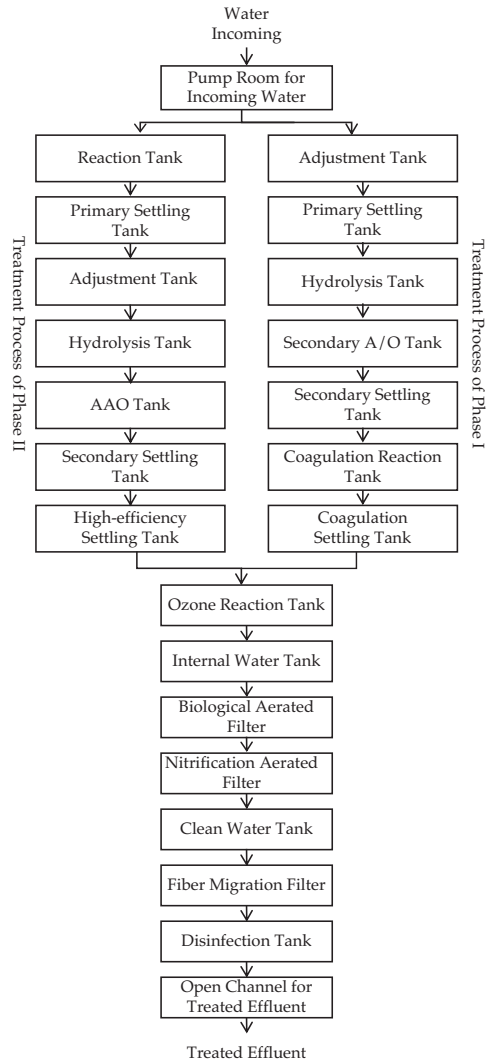 Water
Incoming
Pump Room for
Incoming Water
Treatment Process of Phase II
Reaction Tank
Primary Settling
Tank
Adjustment Tank
Hydrolysis Tank
AAO Tank
Secondary Settling
Tank
High-efficiency
Settling Tank
Adjustment Tank
Primary Settling
Tank
Hydrolysis Tank
Secondary A/O Tank
Secondary Settling
Tank
Coagulation Reaction
Tank
Coagulation
Settling Tank
Treatment Process of Phase I
Ozone Reaction Tank
Internal Water Tank
Biological Aerated
Filter
Nitrification Aerated
Filter
Clean Water Tank
Fiber Migration Filter
Disinfection Tank
Open Channel for
Treated Effluent
Treated Effluent